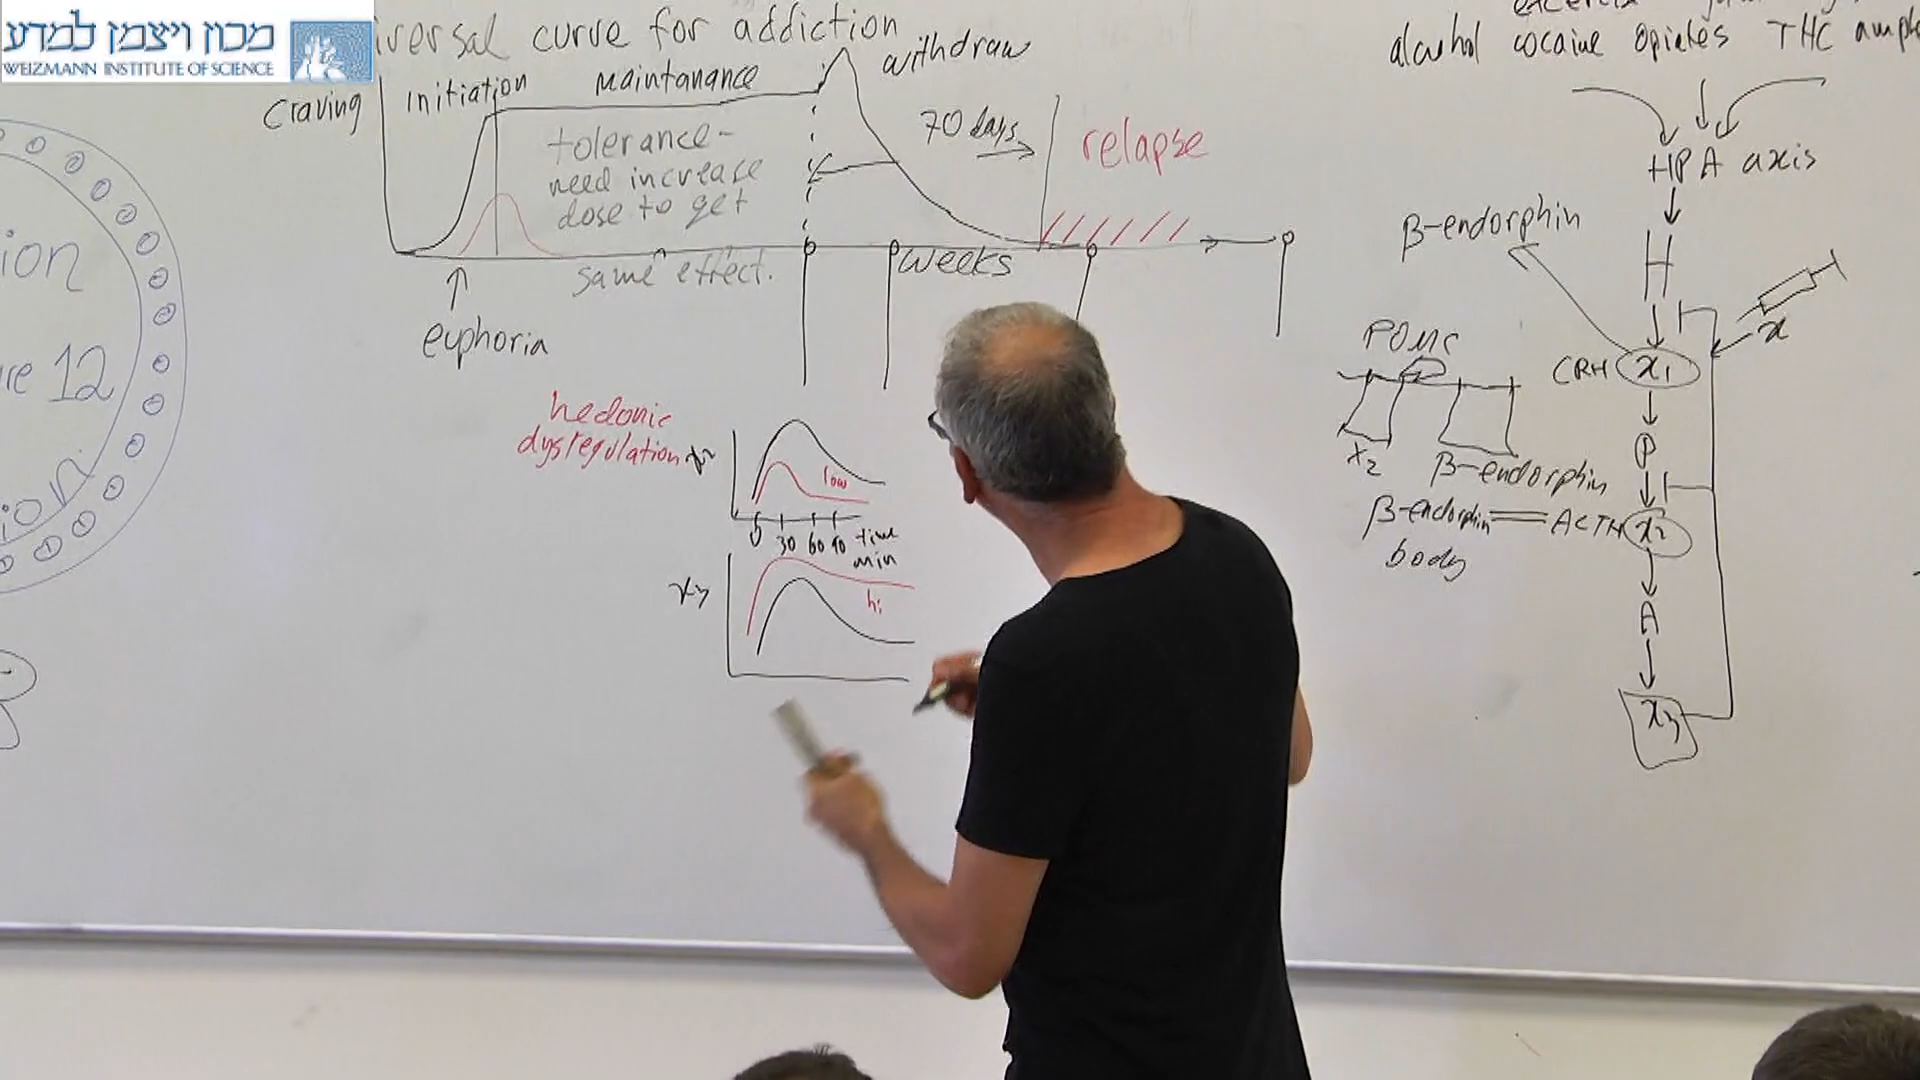 מכון ויצמן למדע
WEIZMANN INSTITUTE OF SCIENCE
iversal curve for addiction
Craving
initiation
maintanance
withdraw
tolerance-
need increase
dose to get
same effect.
70 days
relapse
weeks
euphoria
hedonic
dysregulation
x2
low
0 30 60 90 time
min
x3
hi
ion
re 12
alcohol cocaine opiates THC amph
HPA axis
β-endorphin
H
x
POMC
CRH x1
x2 β-endorphin
P
β-endorphin = ACTH x2
body
A
x3